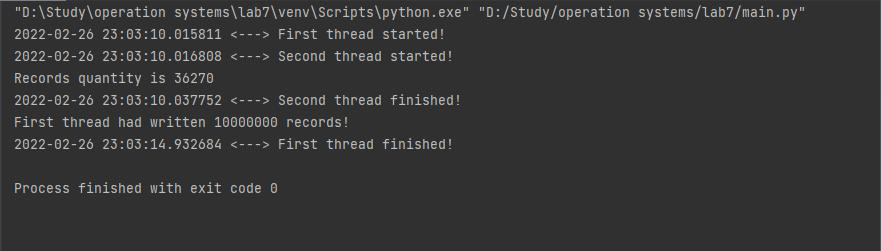 "D:\Study\operation systems\lab7\venv\Scripts\python.exe" "D:/Study/operation systems/lab7/main.py"
2022-02-26 23:03:10.015811 <---> First thread started!
2022-02-26 23:03:10.016808 <---> Second thread started!
Records quantity is 36270
2022-02-26 23:03:10.037752 <---> Second thread finished!
First thread had written 10000000 records!
2022-02-26 23:03:14.932684 <---> First thread finished!
Process finished with exit code 0